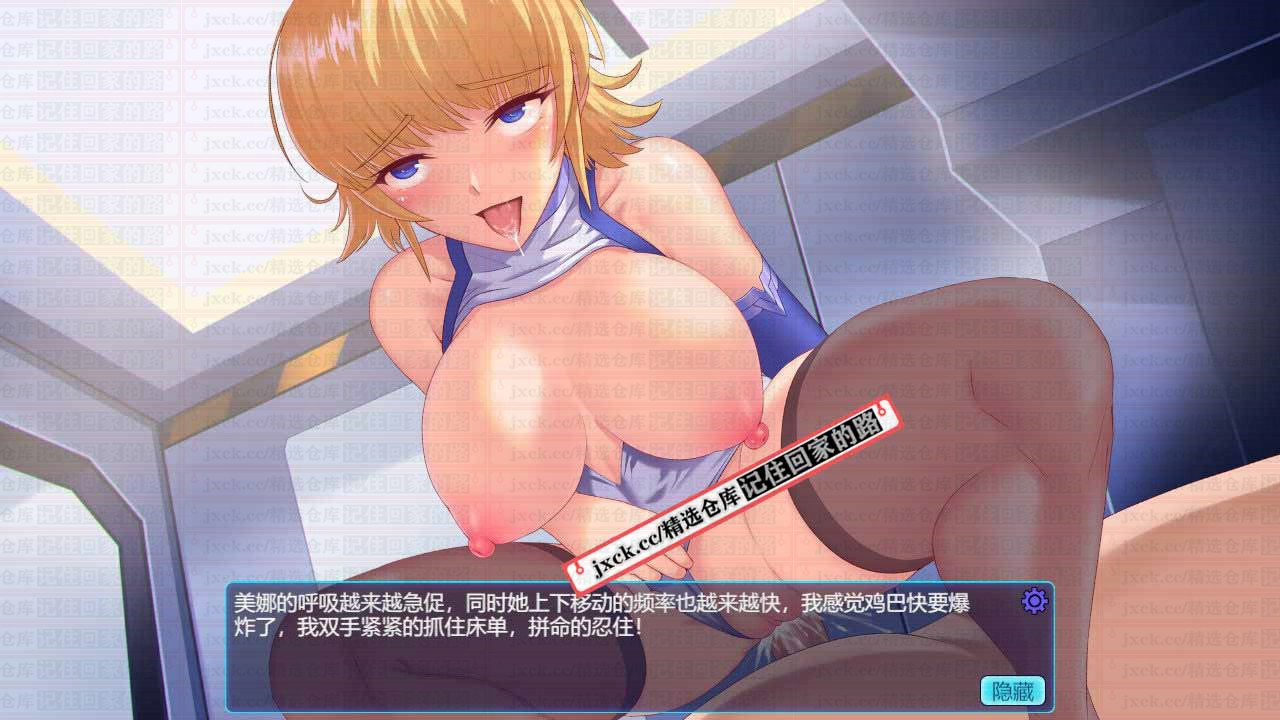 jxck.cc/精选仓库记住回家的路
美娜的呼吸越来越急促，同时她上下移动的频率也越来越快，我感觉鸡巴快要爆
炸了，我双手紧紧的抓住床单，拼命的忍住！
隐藏